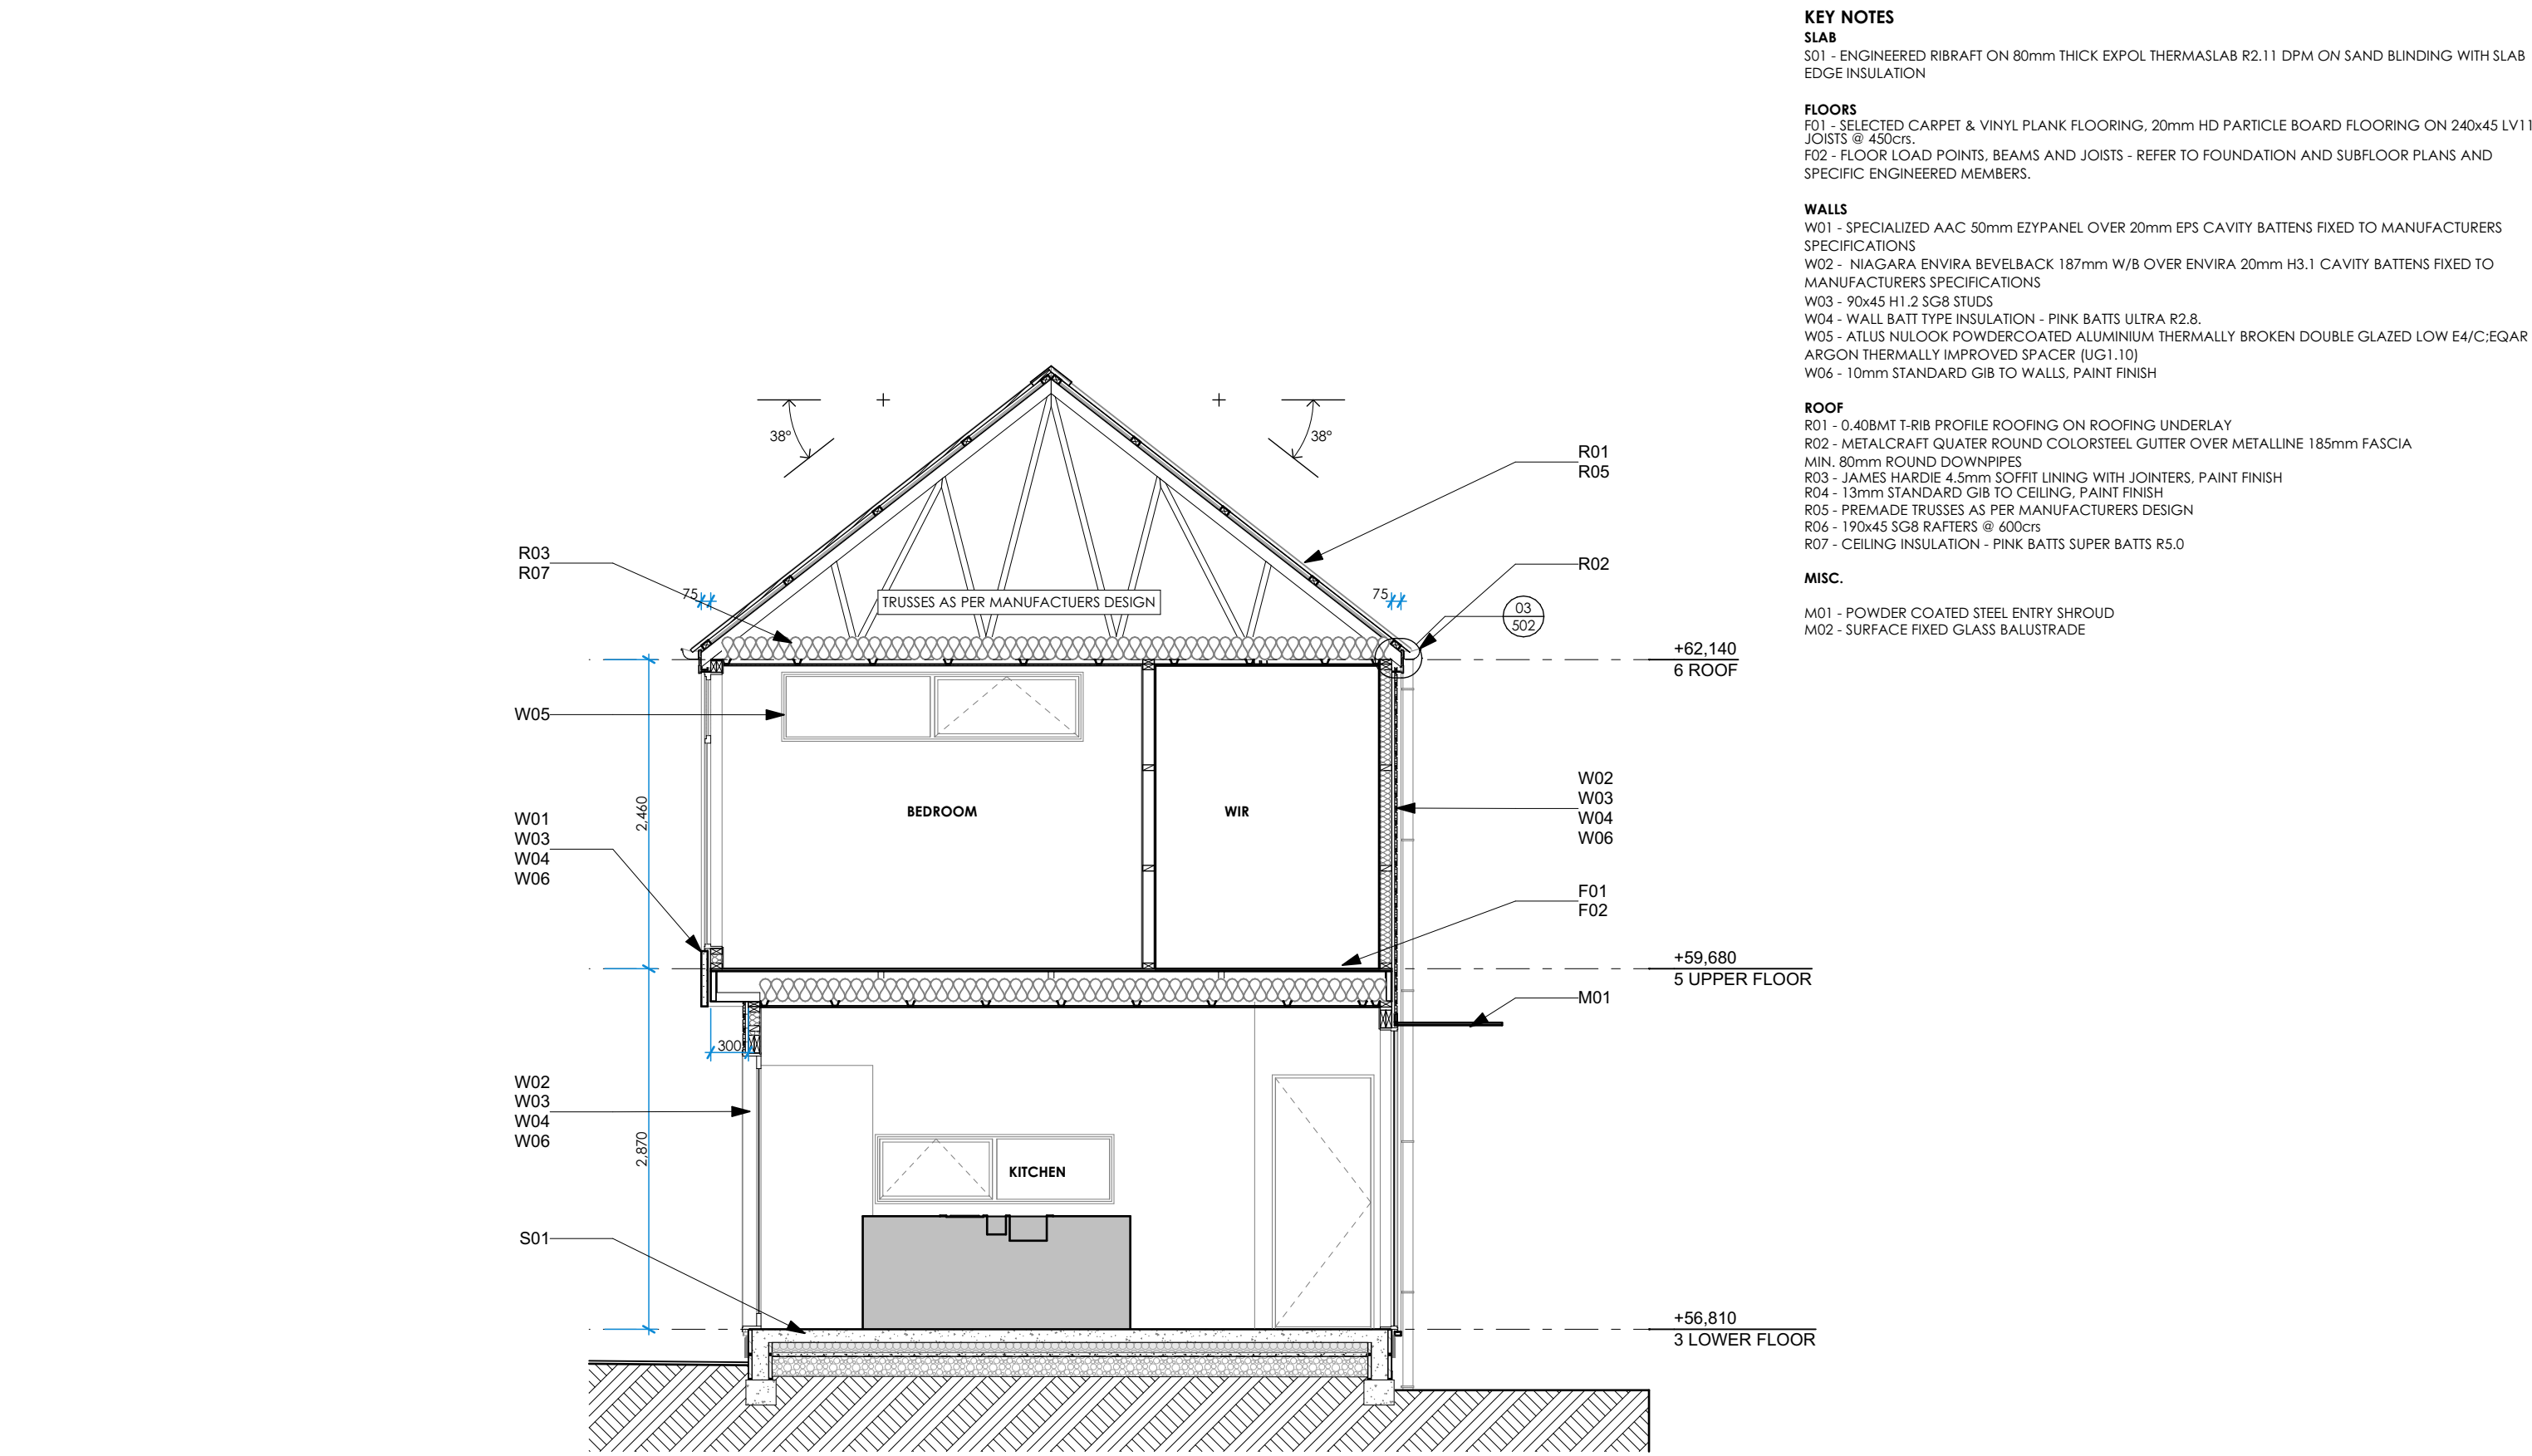 KEY NOTES
SLAB
S01 - ENGINEERED RIBRAFT ON 80mm THICK EXPOL THERMASLAB R2.11 DPM ON SAND BLINDING WITH SLAB
EDGE INSULATION
FLOORS
F01 - SELECTED CARPET & VINYL PLANK FLOORING, 20mm HD PARTICLE BOARD FLOORING ON 240x45 LV11
JOISTS @ 450crs.
F02 - FLOOR LOAD POINTS, BEAMS AND JOISTS - REFER TO FOUNDATION AND SUBFLOOR PLANS AND
SPECIFIC ENGINEERED MEMBERS.
WALLS
W01 - SPECIALIZED AAC 50mm EZYPANEL OVER 20mm EPS CAVITY BATTENS FIXED TO MANUFACTURERS
SPECIFICATIONS
W02 - NIAGARA ENVIRA BEVELBACK 187mm W/B OVER ENVIRA 20mm H3.1 CAVITY BATTENS FIXED TO
MANUFACTURERS SPECIFICATIONS
W03 - 90x45 H1.2 SG8 STUDS
W04 - WALL BATT TYPE INSULATION - PINK BATTS ULTRA R2.8.
W05 - ATLUS NULOOK POWDERCOATED ALUMINIUM THERMALLY BROKEN DOUBLE GLAZED LOW E4/C;EQAR
ARGON THERMALLY IMPROVED SPACER (UG1.10)
W06 - 10mm STANDARD GIB TO WALLS, PAINT FINISH
ROOF
R01 - 0.40BMT T-RIB PROFILE ROOFING ON ROOFING UNDERLAY
R02 - METALCRAFT QUATER ROUND COLORSTEEL GUTTER OVER METALLINE 185mm FASCIA
MIN. 80mm ROUND DOWNPIPES
R03 - JAMES HARDIE 4.5mm SOFFIT LINING WITH JOINTERS, PAINT FINISH
R04 - 13mm STANDARD GIB TO CEILING, PAINT FINISH
R05 - PREMADE TRUSSES AS PER MANUFACTURERS DESIGN
R06 - 190x45 SG8 RAFTERS @ 600crs
R07 - CEILING INSULATION - PINK BATTS SUPER BATTS R5.0
MISC.
M01 - POWDER COATED STEEL ENTRY SHROUD
M02 - SURFACE FIXED GLASS BALUSTRADE
38°
38°
R01
R05
R03
R07
R02
75
75
TRUSSES AS PER MANUFACTUERS DESIGN
03
502
+62,140
6 ROOF
W05
2,460
BEDROOM
WIR
W02
W03
W04
W06
W01
W03
W04
W06
F01
F02
+59,680
5 UPPER FLOOR
M01
300
W02
W03
W04
W06
2,870
KITCHEN
S01
+56,810
3 LOWER FLOOR